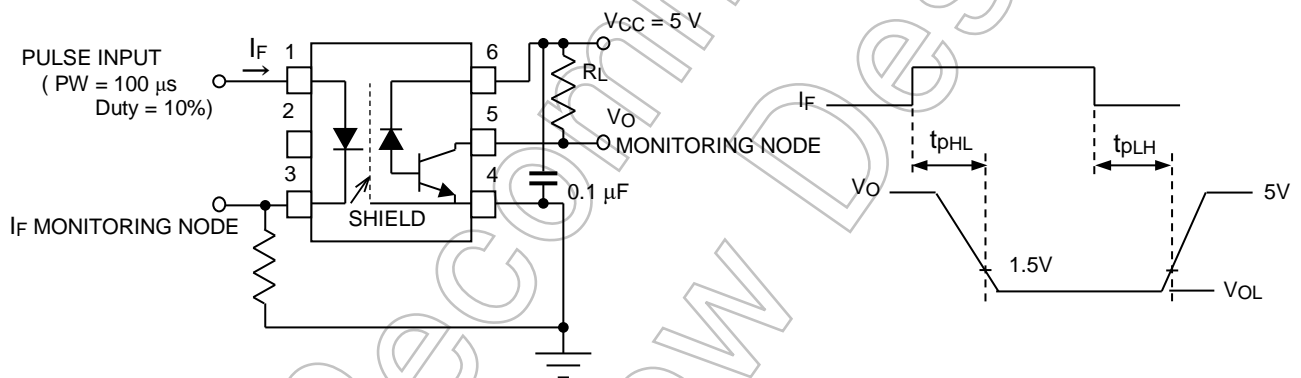 PULSE INPUT
( PW = 100 μs
Duty = 10%)
IF
1
2
3
6
5
4
SHIELD
IF MONITORING NODE
VCC = 5 V
RL
VO
MONITORING NODE
0.1 μF
IF
tpHL
tpLH
VO
5V
1.5V
VOL